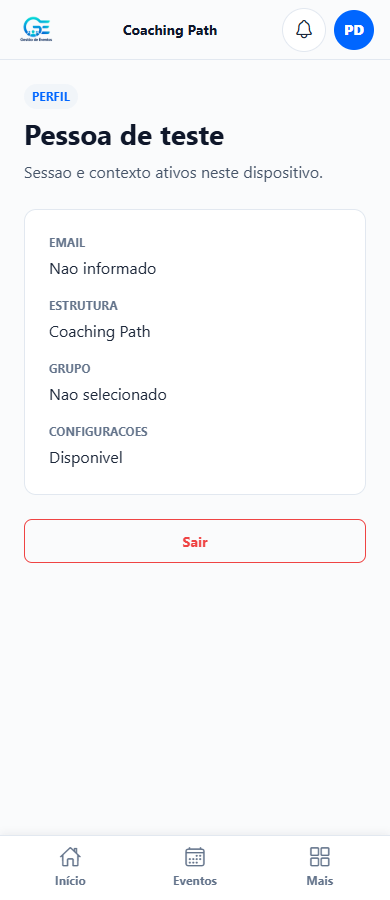 GE
Gestão de Eventos
Coaching Path
PD
PERFIL
Pessoa de teste
Sessao e contexto ativos neste dispositivo.
EMAIL
Nao informado
ESTRUTURA
Coaching Path
GRUPO
Nao selecionado
CONFIGURACOES
Disponivel
Sair
Início
Eventos
Mais